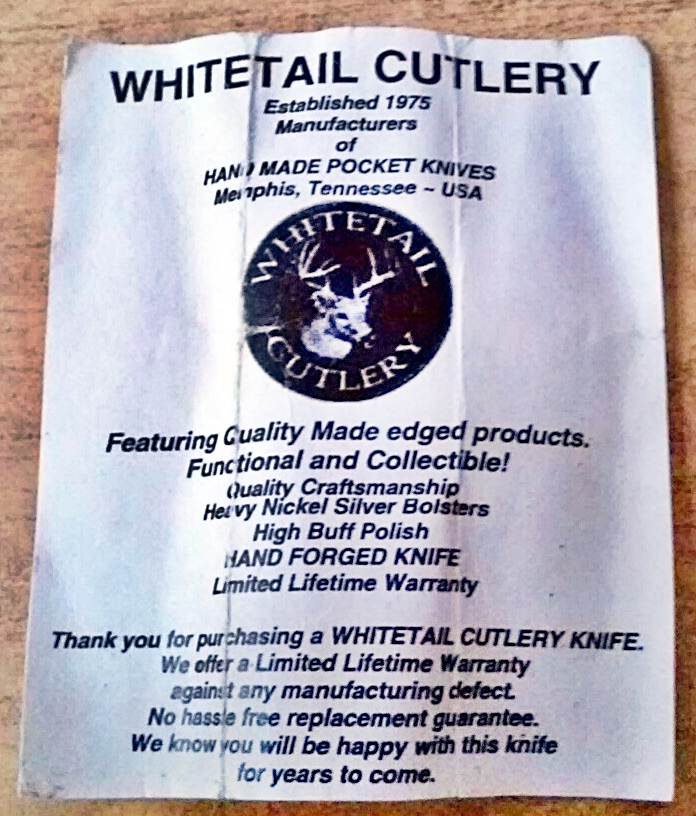 WHITETAIL CUTLERY
Established 1975
Manufacturers
of
HAND MADE POCKET KNIVES
Memphis, Tennessee ~ USA
WHITETAIL
CUTLERY
Featuring Quality Made edged products.
Functional and Collectible!
Quality Craftsmanship
Heavy Nickel Silver Bolsters
High Buff Polish
HAND FORGED KNIFE
Limited Lifetime Warranty
Thank you for purchasing a WHITETAIL CUTLERY KNIFE.
We offer a Limited Lifetime Warranty
against any manufacturing defect.
No hassle free replacement guarantee.
We know you will be happy with this knife
for years to come.